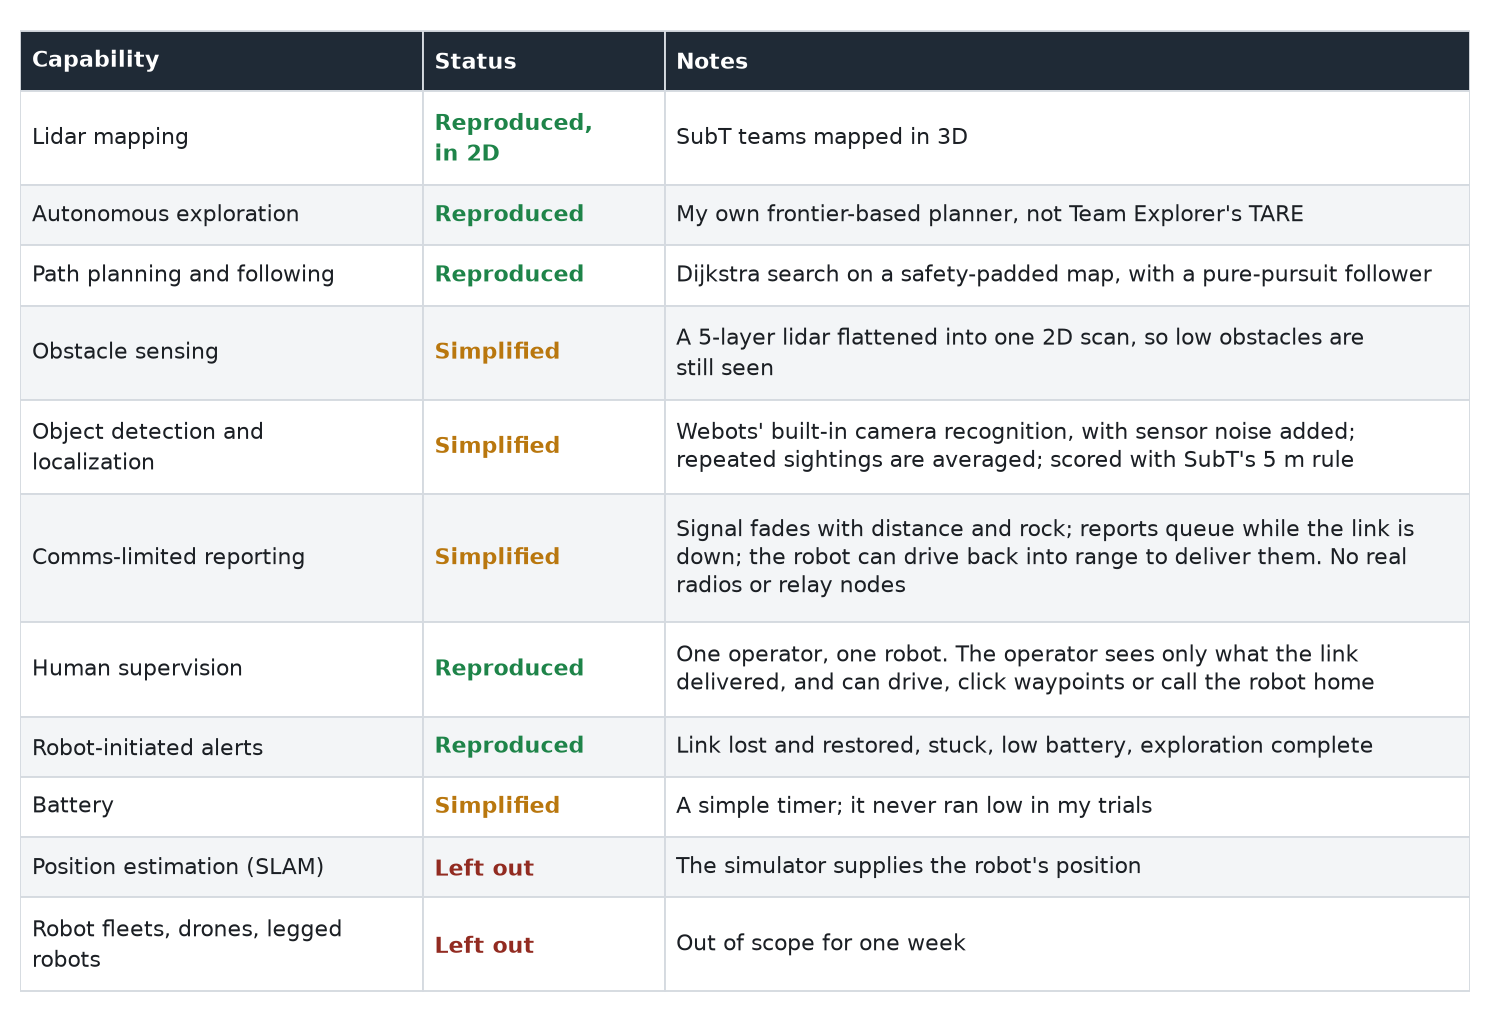 Capability Status Notes
Lidar mapping
Reproduced,
in 2D
SubT teams mapped in 3D
Autonomous exploration
Reproduced
My own frontier-based planner, not Team Explorer's TARE
Path planning and following
Reproduced
Dijkstra search on a safety-padded map, with a pure-pursuit follower
Obstacle sensing
Simplified
A 5-layer lidar flattened into one 2D scan, so low obstacles are
still seen
Object detection and
localization
Simplified
Webots' built-in camera recognition, with sensor noise added;
repeated sightings are averaged; scored with SubT's 5 m rule
Comms-limited reporting
Simplified
Signal fades with distance and rock; reports queue while the link is
down; the robot can drive back into range to deliver them. No real
radios or relay nodes
Human supervision
Reproduced
One operator, one robot. The operator sees only what the link
delivered, and can drive, click waypoints or call the robot home
Robot-initiated alerts
Reproduced
Link lost and restored, stuck, low battery, exploration complete
Battery
Simplified
A simple timer; it never ran low in my trials
Position estimation (SLAM)
Left out
The simulator supplies the robot's position
Robot fleets, drones, legged
robots
Left out
Out of scope for one week